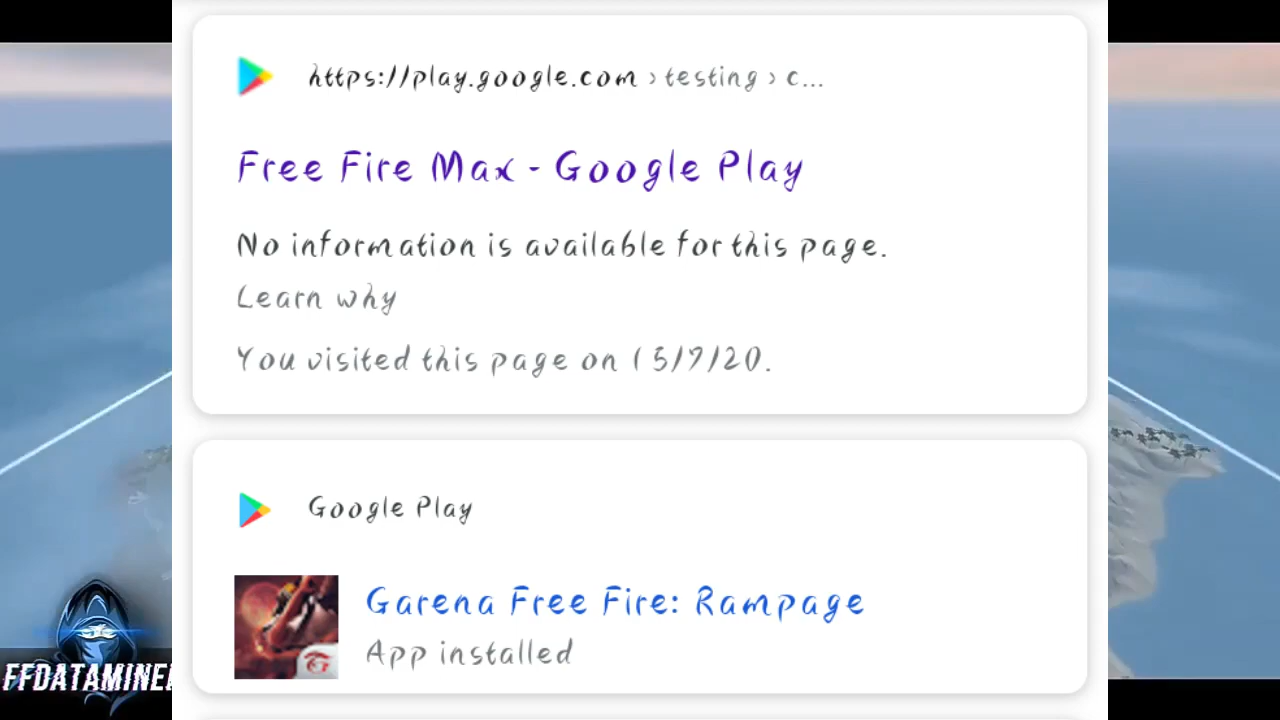 https://play.google.com › testing › c...
Free Fire Max - Google Play
No information is available for this page.
Learn why
You visited this page on 15/7/20.
Google Play
Garena Free Fire: Rampage
App installed
FFDATAMINE